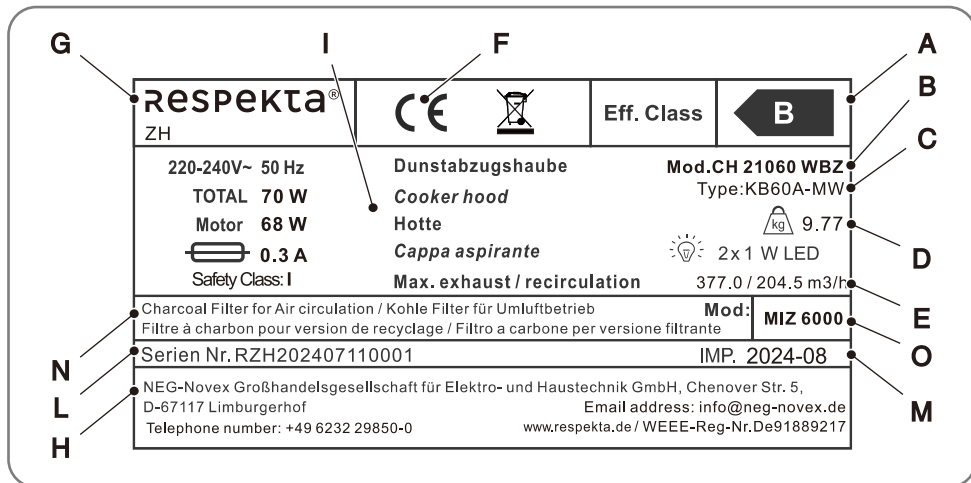 G I F A
Respekta®
ZH
CE
Eff. Class
B
B
C
220-240V~ 50 Hz Dunstabzugshaube Mod.CH 21060 WBZ
TOTAL 70 W Cooker hood Type:KB60A-MW
Motor 68 W Hotte kg 9.77
0.3 A Cappa aspirante 2x1 W LED
D
Safety Class: I Max. exhaust / recirculation 377.0 / 204.5 m3/h
E
Charcoal Filter for Air circulation / Kohle Filter für Umluftbetrieb Mod: MIZ 6000
Filtre à charbon pour version de recyclage / Filtro a carbone per versione filtrante
O
N
Serien Nr. RZH202407110001 IMP. 2024-08
L
M
H
NEG-Novex Großhandelsgesellschaft für Elektro- und Haustechnik GmbH, Chenover Str. 5,
D-67117 Limburgerhof Email address: info@neg-novex.de
Telephone number: +49 6232 29850-0 www.respekta.de / WEEE-Reg-Nr.De91889217